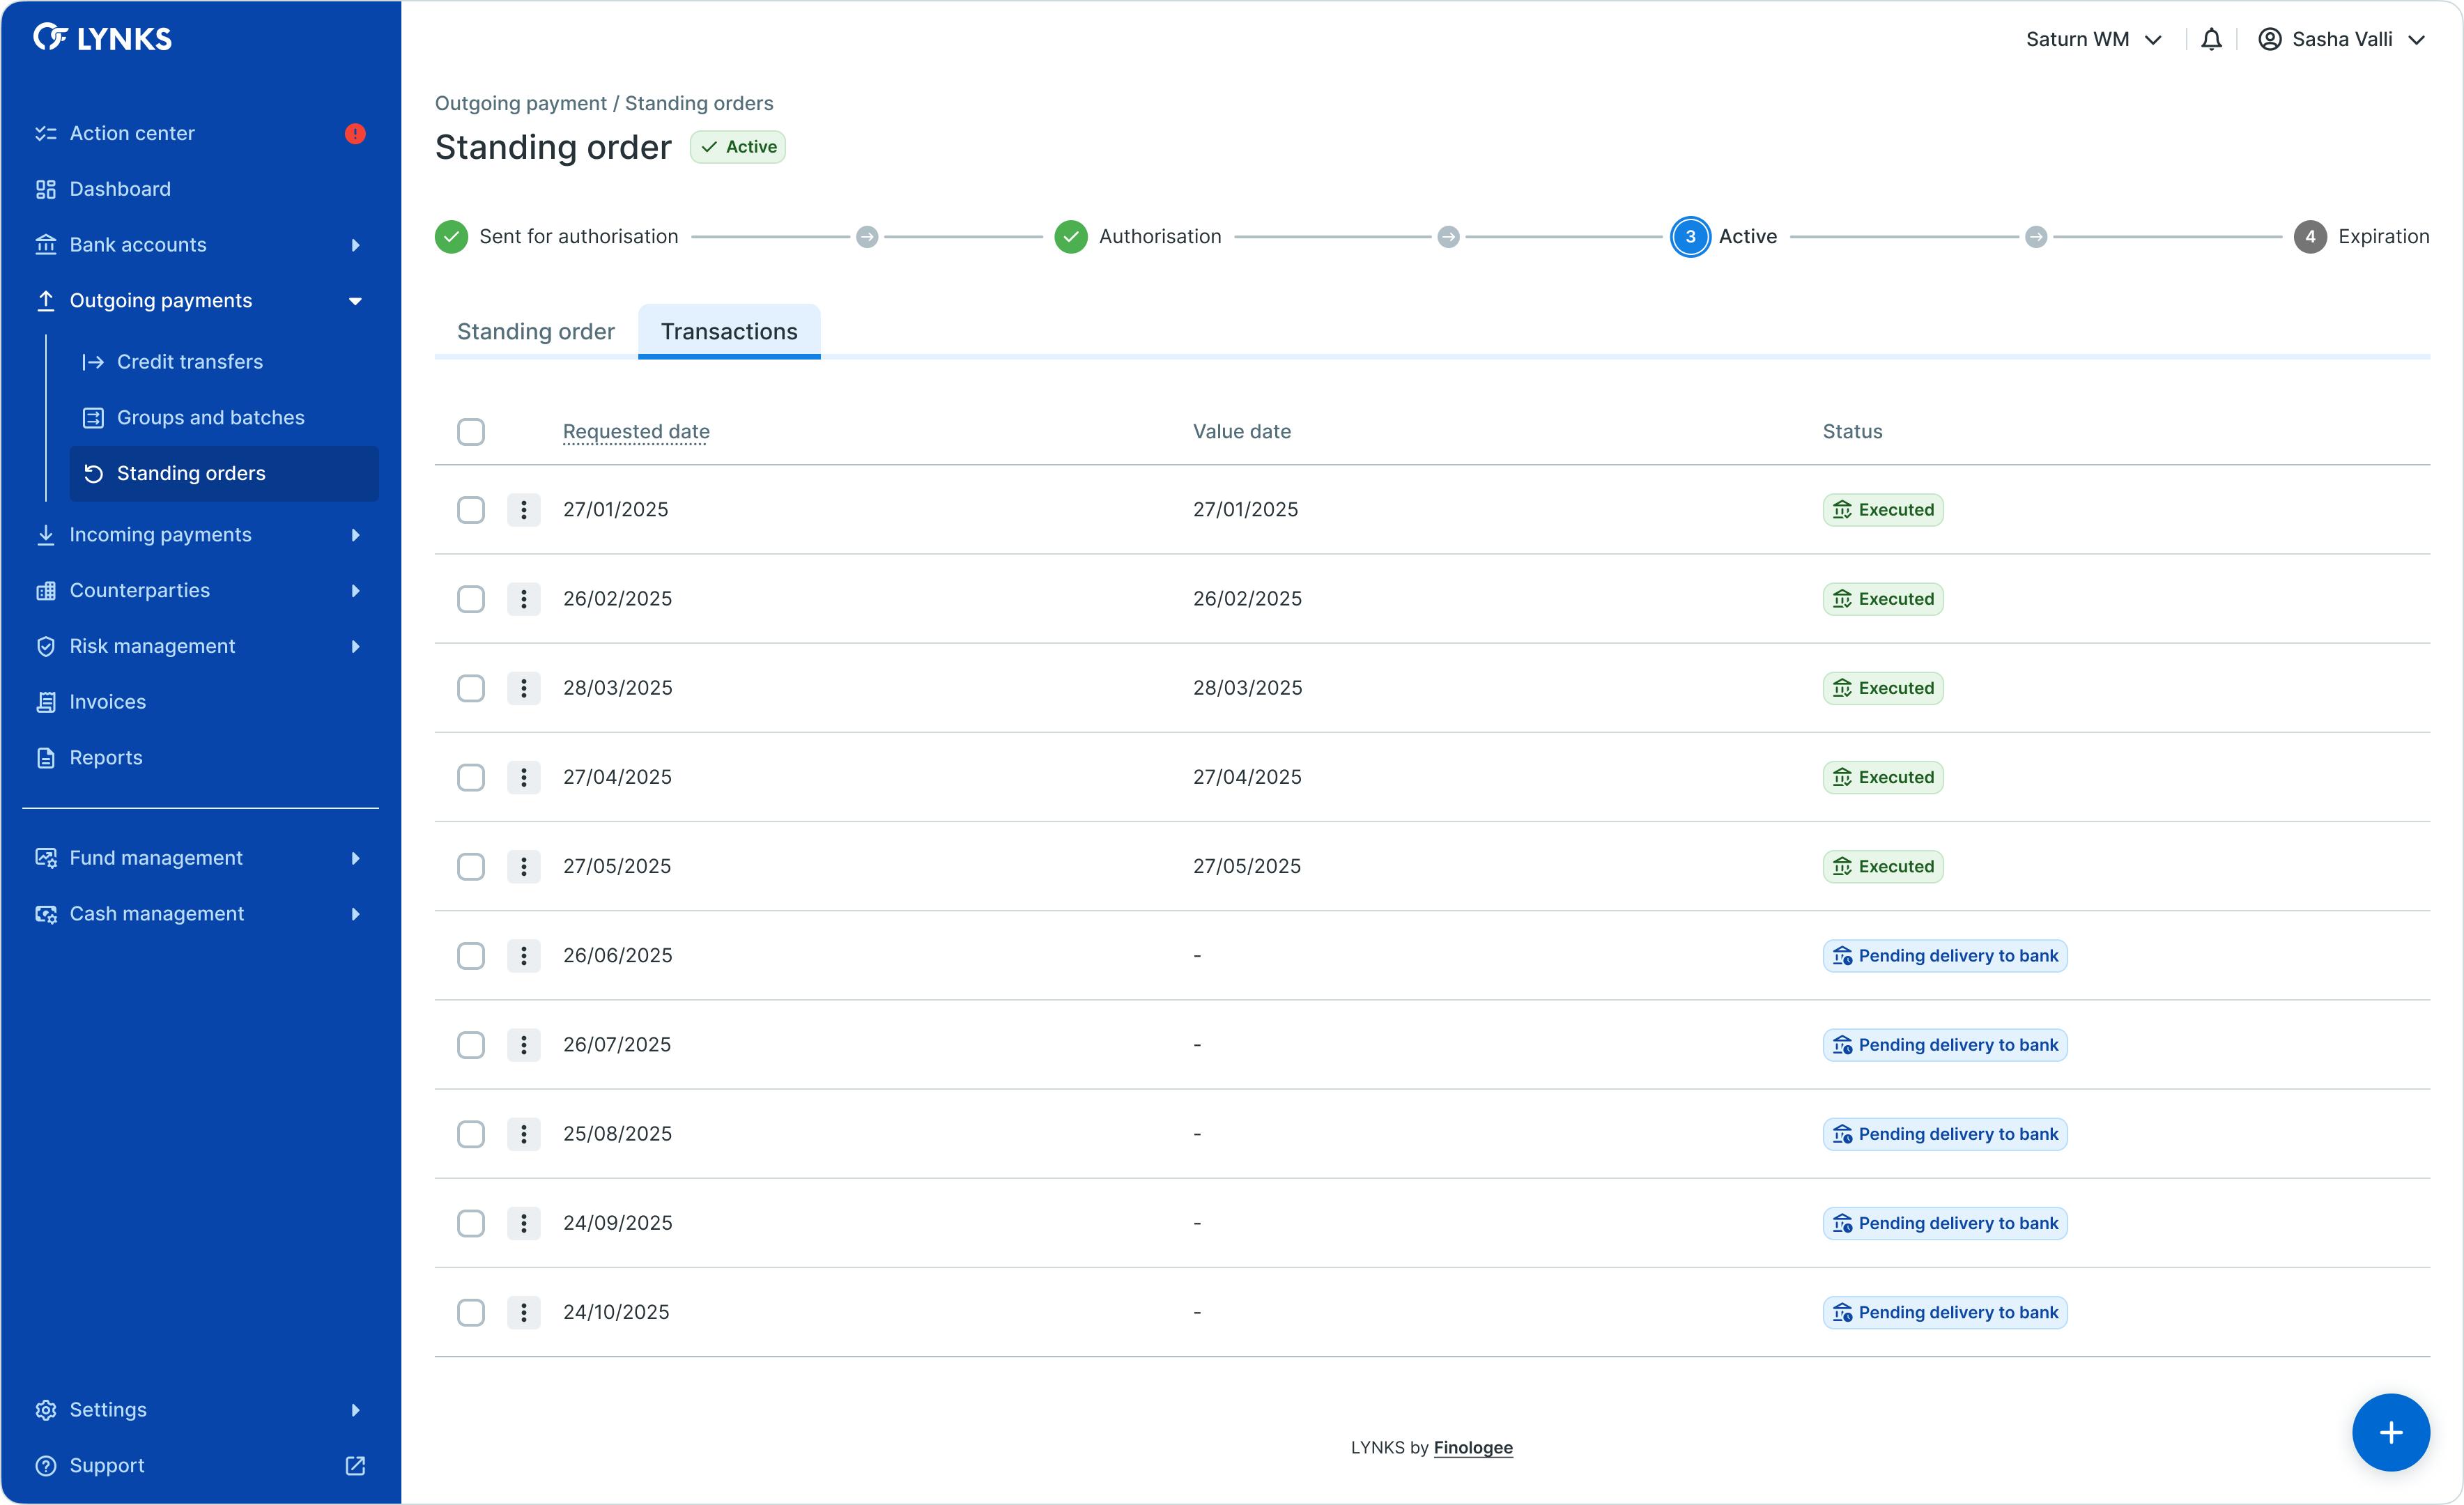 LYNKS
Saturn WM
Sasha Valli
Action center
Dashboard
Bank accounts
Outgoing payments
Credit transfers
Groups and batches
Standing orders
Incoming payments
Counterparties
Risk management
Invoices
Reports
Fund management
Cash management
Settings
Support
Outgoing payment / Standing orders
Standing order Active
Sent for authorisation Authorisation 3 Active 4 Expiration
Standing order Transactions
Requested date Value date Status
27/01/2025 27/01/2025 Executed
26/02/2025 26/02/2025 Executed
28/03/2025 28/03/2025 Executed
27/04/2025 27/04/2025 Executed
27/05/2025 27/05/2025 Executed
26/06/2025 - Pending delivery to bank
26/07/2025 - Pending delivery to bank
25/08/2025 - Pending delivery to bank
24/09/2025 - Pending delivery to bank
24/10/2025 - Pending delivery to bank
LYNKS by Finologee